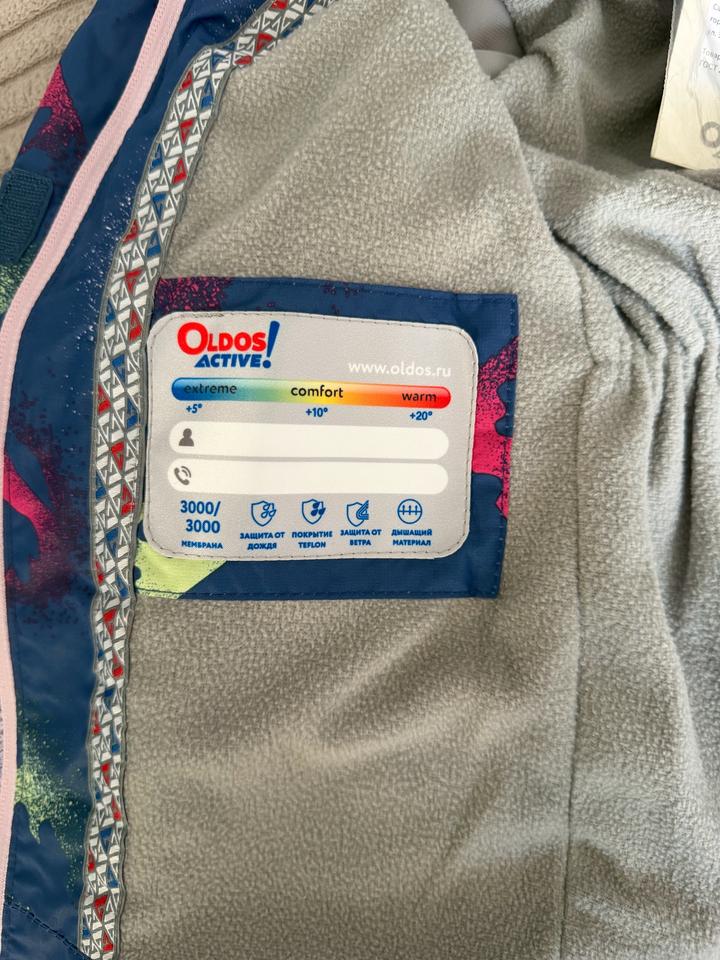 OLDOS
ACTIVE!
www.oldos.ru
extreme comfort warm
+5° +10° +20°
3000/
3000
МЕМБРАНА
ЗАЩИТА ОТ
ДОЖДЯ
ПОКРЫТИЕ
TEFLON
ЗАЩИТА ОТ
ВЕТРА
ДЫШАЩИЙ
МАТЕРИАЛ
ГОСТ